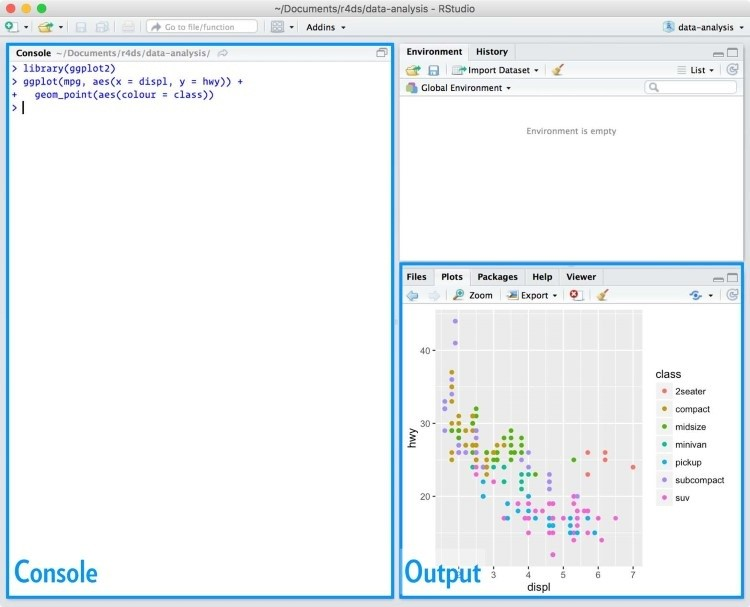 ~/Documents/r4ds/data-analysis - RStudio
Go to file/function
Addins
data-analysis
Console ~/Documents/r4ds/data-analysis/
> library(ggplot2)
> ggplot(mpg, aes(x = displ, y = hwy)) +
+   geom_point(aes(colour = class))
>
Console
Environment History
Import Dataset
List
Global Environment
Environment is empty
Files Plots Packages Help Viewer
Zoom Export
40
30
20
hwy
3 4 5 6 7
displ
class
2seater
compact
midsize
minivan
pickup
subcompact
suv
Output